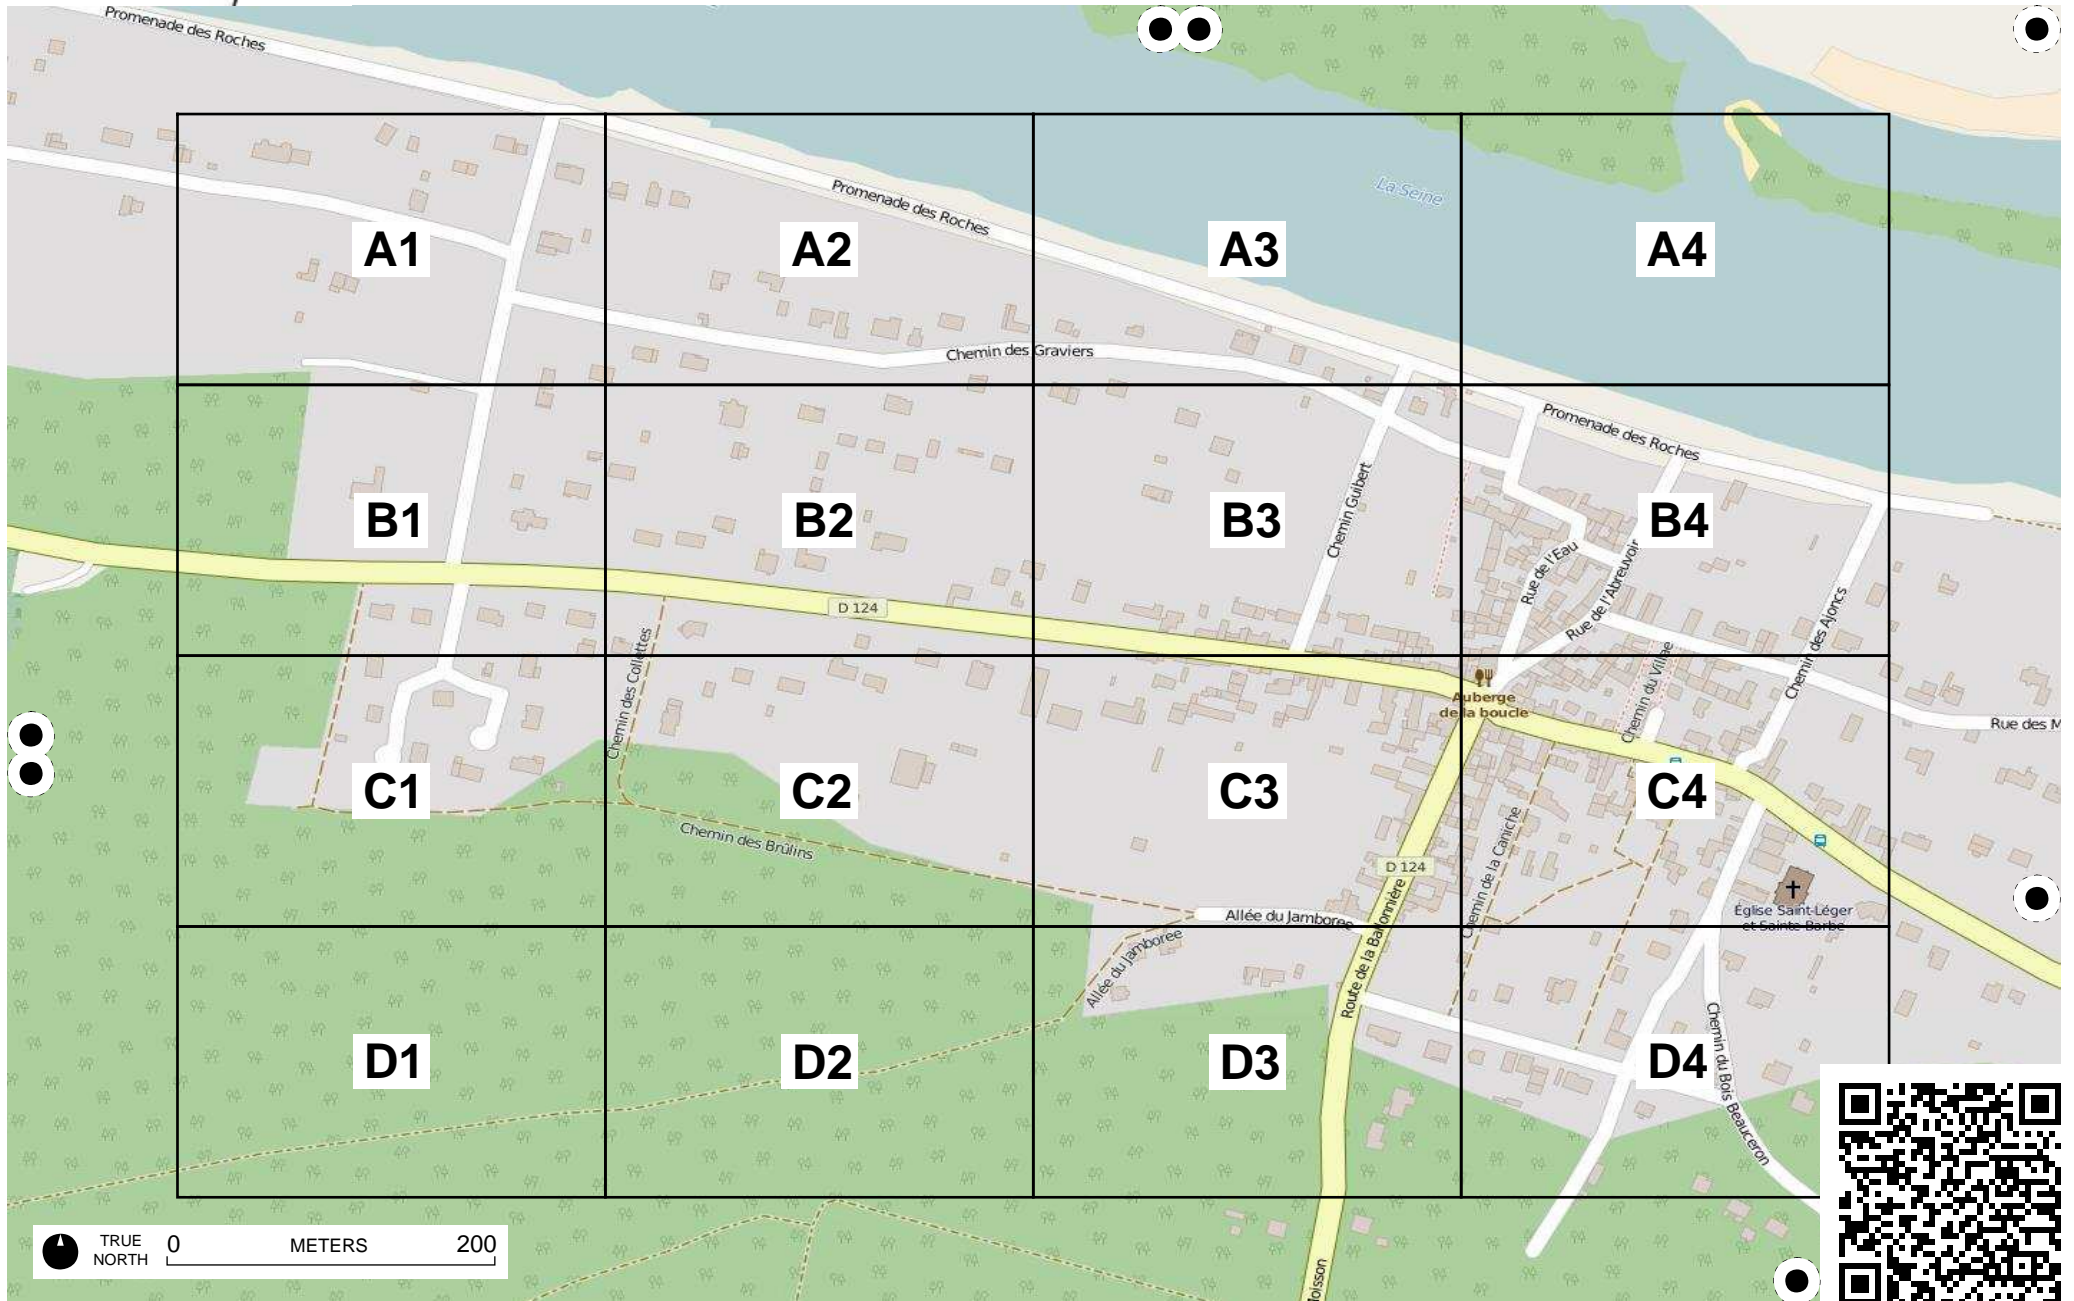 Promenade des Roches
La Seine
Promenade des Roches
A1
A2
A3
A4
Chemin des Graviers
Promenade des Roches
Chemin Guibert
B1
B2
B3
B4
Rue de l'Eau
Rue de l'Abreuvoir
Chemin des Ajoncs
D 124
Chemin des Collettes
Chemin du Village
Auberge
de la boucle
Rue des M
C1
C2
C3
C4
Chemin des Brûlins
Chemin de la Caniche
D 124
Allée du Jamboree
Église Saint-Léger
et Sainte Barbe
Allée du Jamboree
Route de la Balonnière
Chemin du Bois Beauceron
D1
D2
D3
D4
TRUE
NORTH
0
METERS
200
oisson